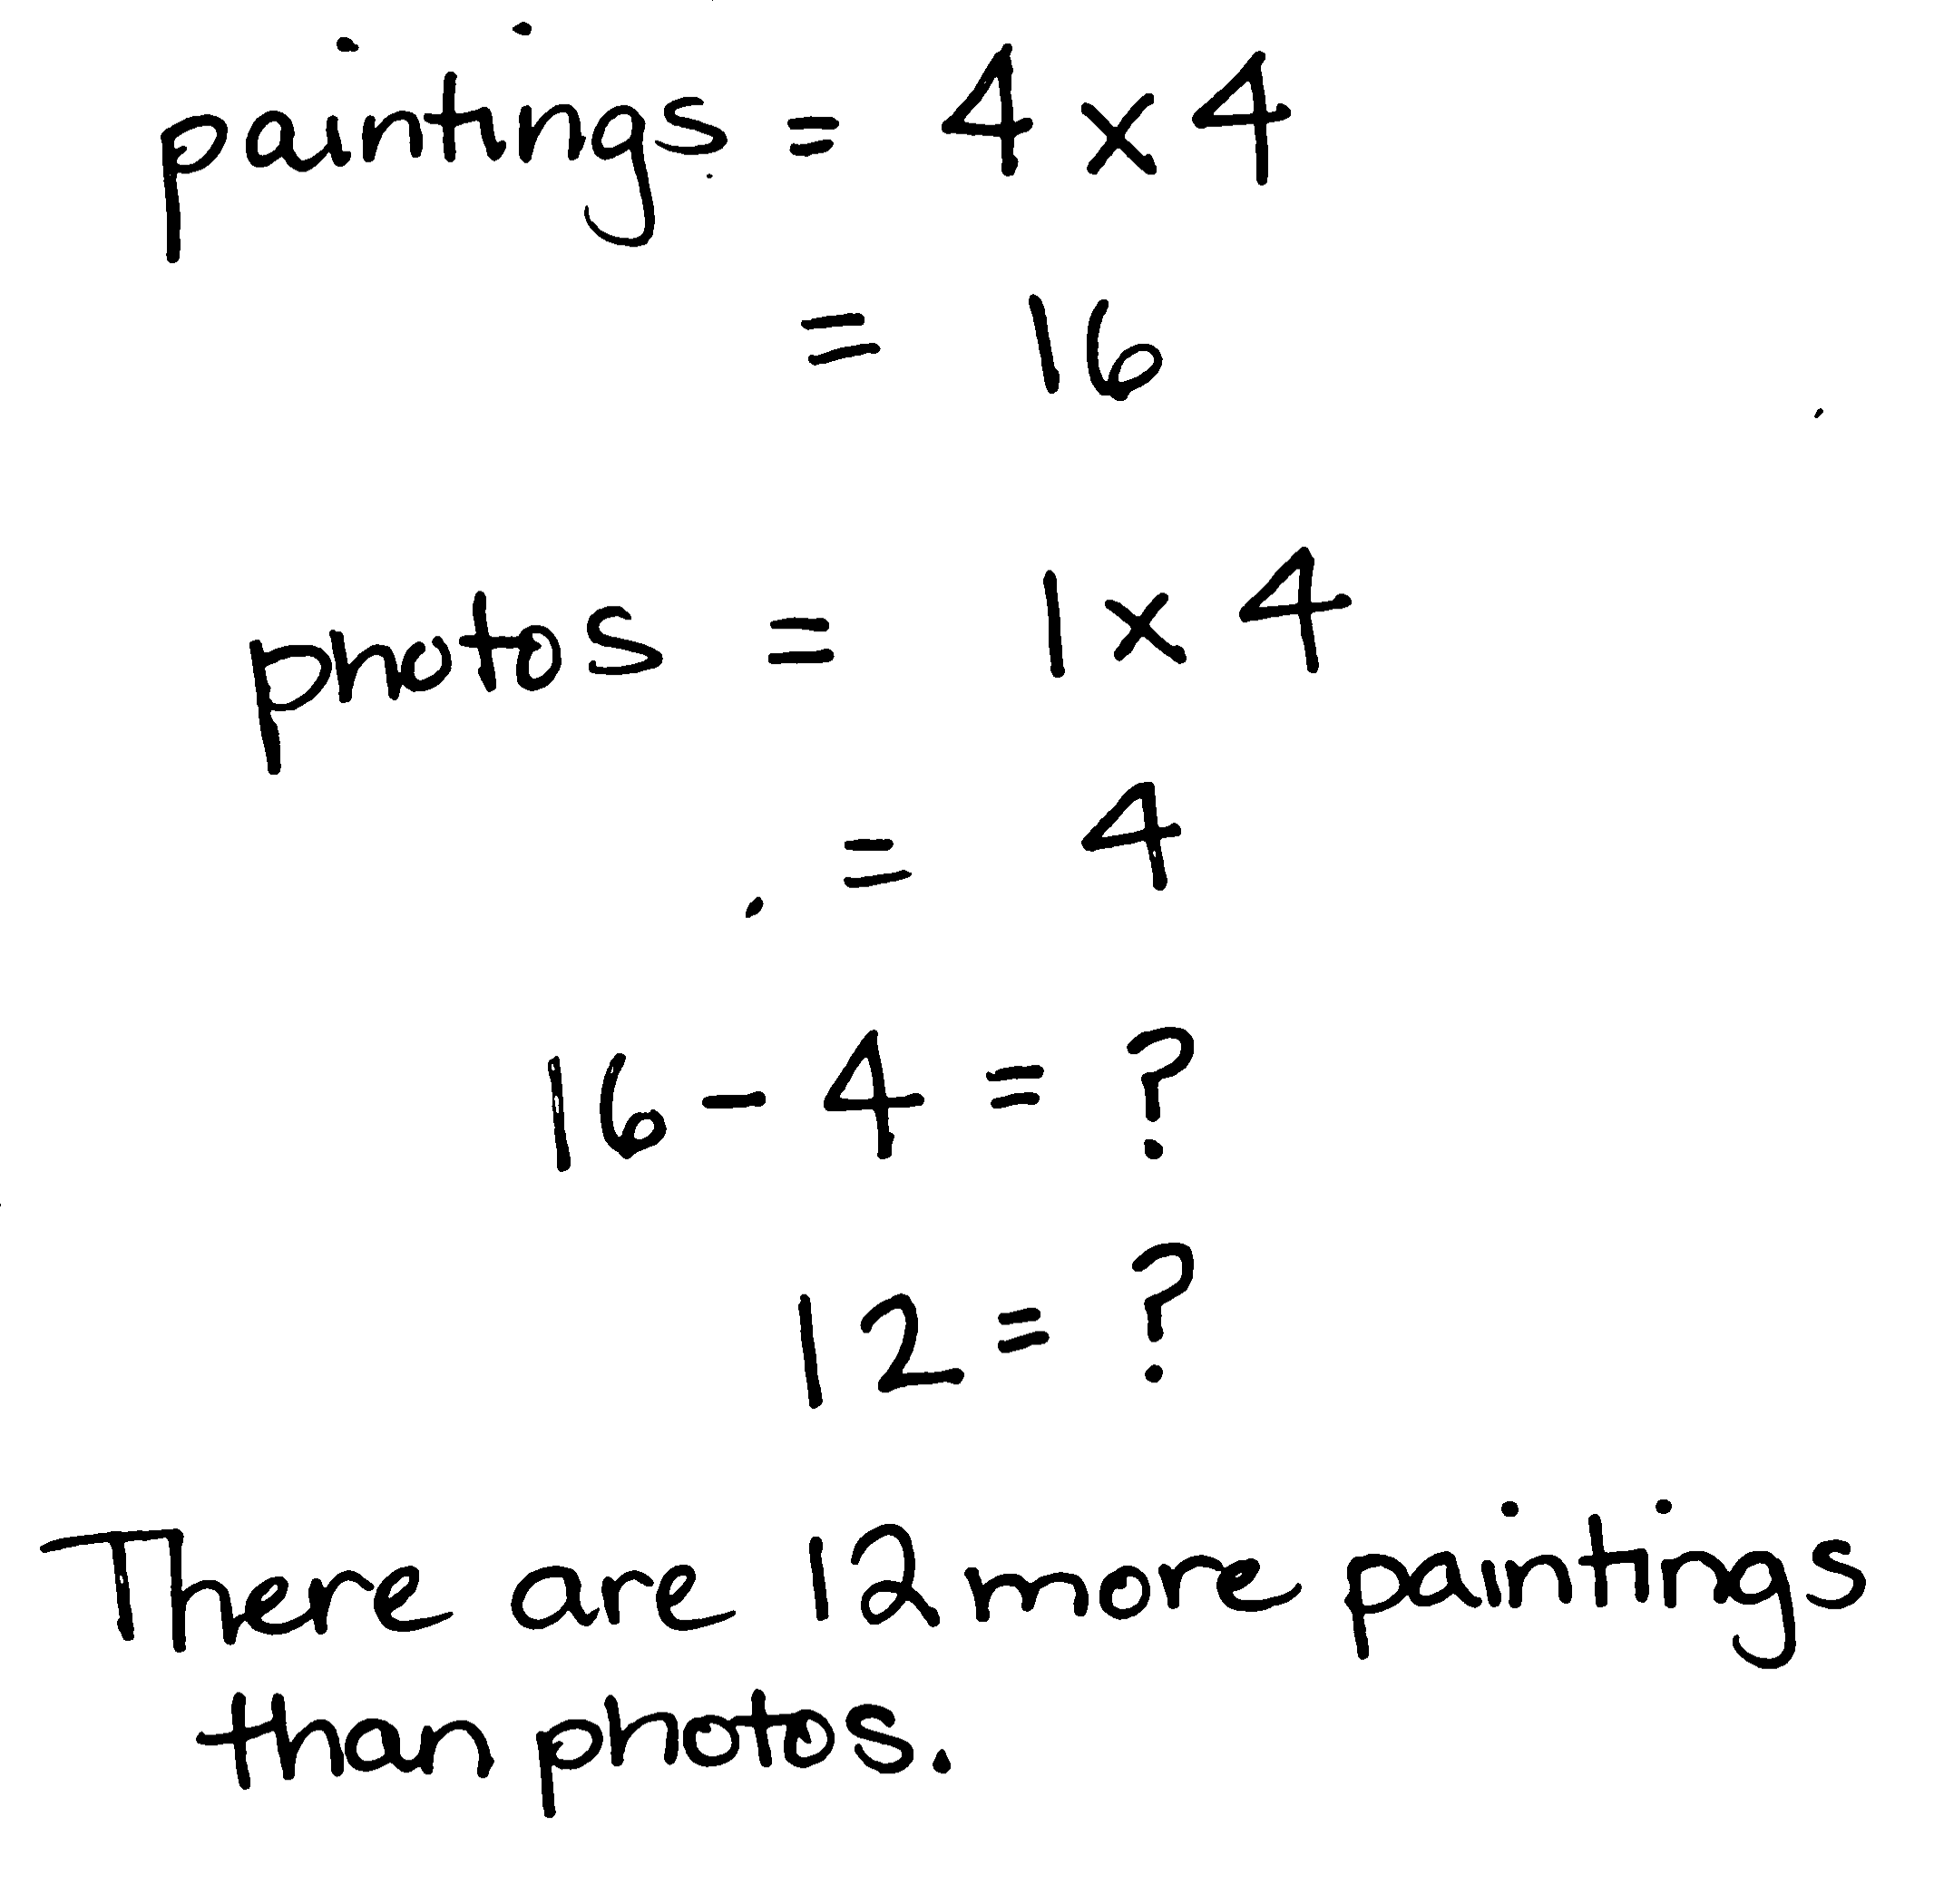 paintings = 4 x 4
= 16
photos = 1 x 4
= 4
16 - 4 = ?
12 = ?
There are 12 more paintings
than photos.